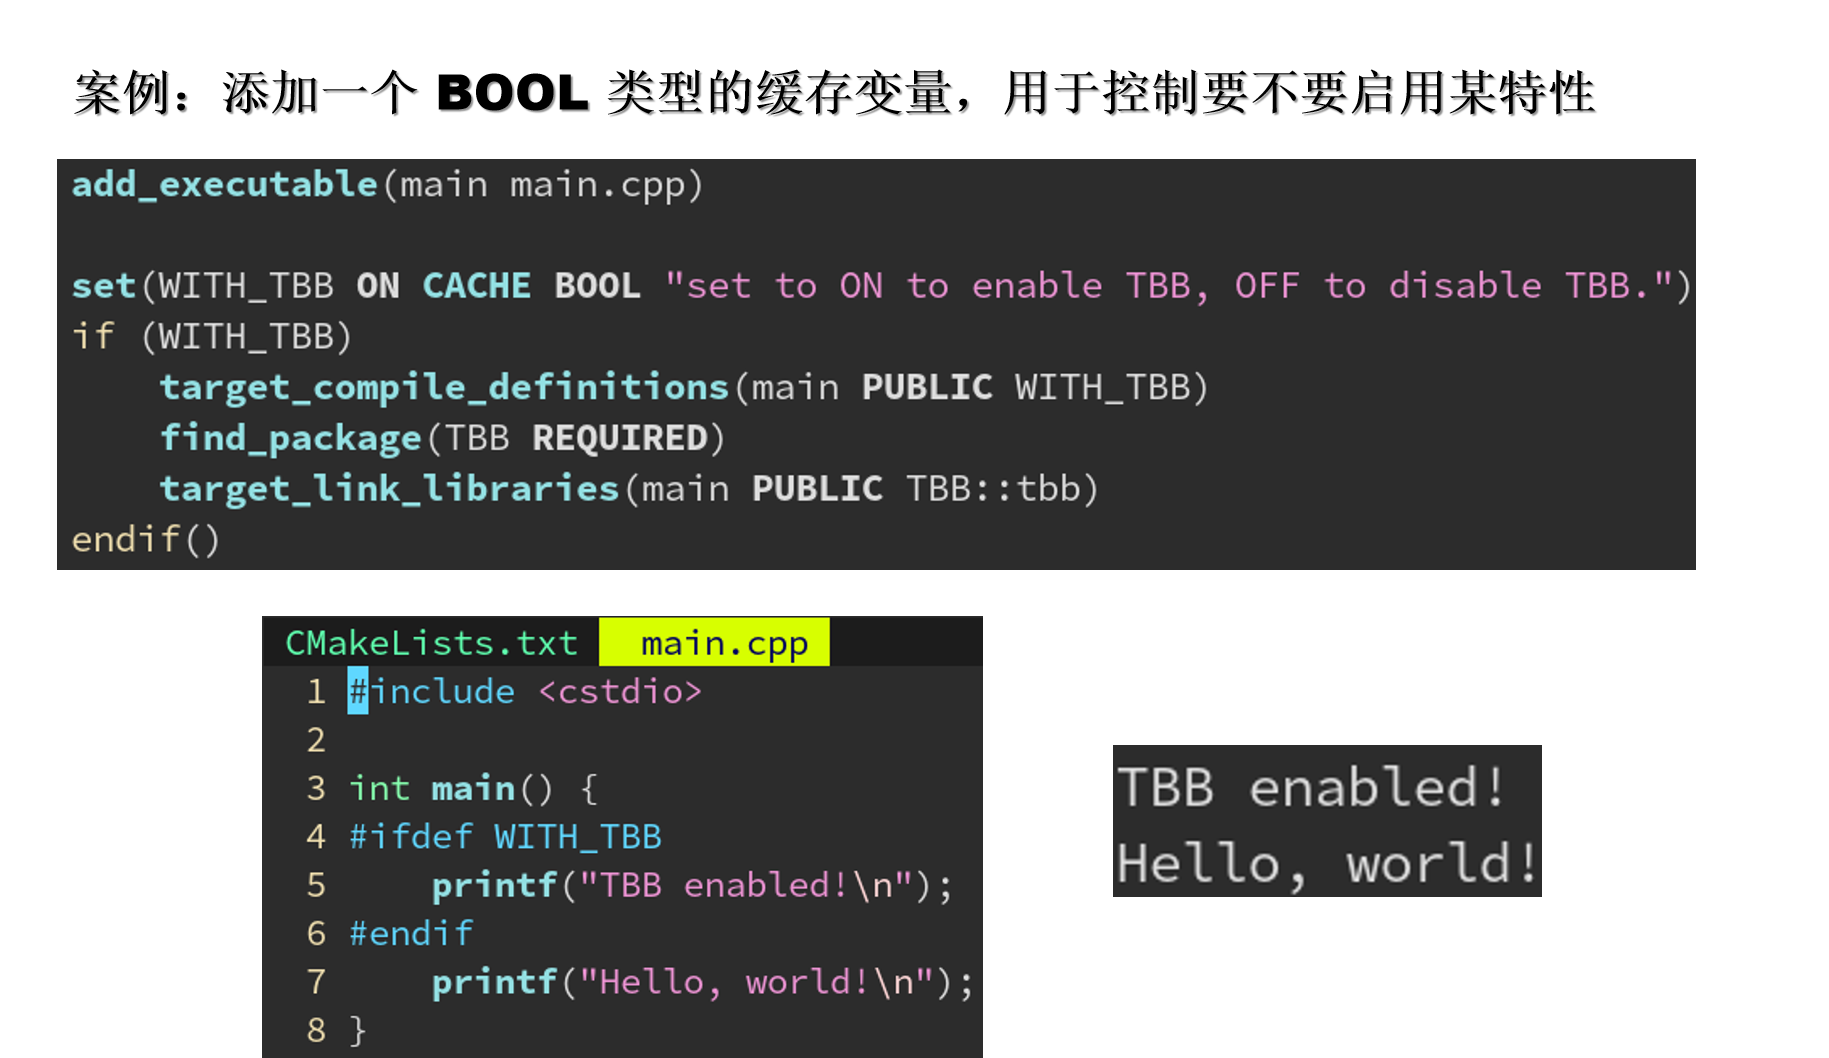 案例：添加一个 BOOL 类型的缓存变量，用于控制要不要启用某特性
add_executable(main main.cpp)
set(WITH_TBB ON CACHE BOOL "set to ON to enable TBB, OFF to disable TBB.")
if (WITH_TBB)
    target_compile_definitions(main PUBLIC WITH_TBB)
    find_package(TBB REQUIRED)
    target_link_libraries(main PUBLIC TBB::tbb)
endif()
CMakeLists.txt main.cpp
1 #include <cstdio>
2
3 int main() {
4 #ifdef WITH_TBB
5     printf("TBB enabled!\n");
6 #endif
7     printf("Hello, world!\n");
8 }
TBB enabled!
Hello, world!